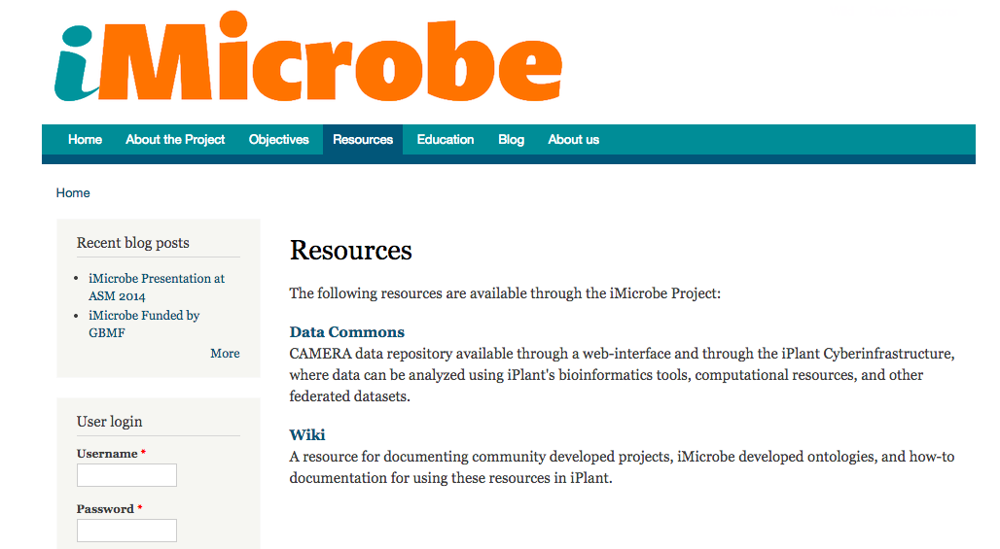 iMicrobe
Home About the Project Objectives Resources Education Blog About us
Home
Recent blog posts
• iMicrobe Presentation at
ASM 2014
• iMicrobe Funded by
GBMF
More
User login
Username *
Password *
Resources
The following resources are available through the iMicrobe Project:
Data Commons
CAMERA data repository available through a web-interface and through the iPlant Cyberinfrastructure,
where data can be analyzed using iPlant's bioinformatics tools, computational resources, and other
federated datasets.
Wiki
A resource for documenting community developed projects, iMicrobe developed ontologies, and how-to
documentation for using these resources in iPlant.